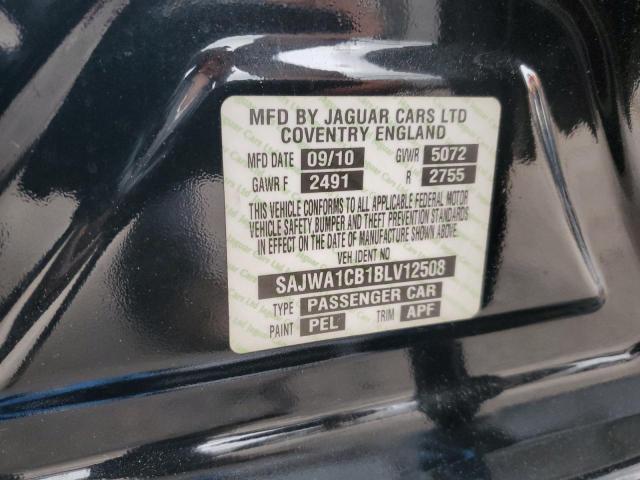 MFD BY JAGUAR CARS LTD
COVENTRY ENGLAND
MFD DATE 09/10 GVWR 5072
GAWR F 2491 R 2755
THIS VEHICLE CONFORMS TO ALL APPLICABLE FEDERAL MOTOR
VEHICLE SAFETY,BUMPER AND THEFT PREVENTION STANDARDS
IN EFFECT ON THE DATE OF MANUFACTURE SHOWN ABOVE.
VEH IDENT NO
SAJWA1CB1BLV12508
TYPE PASSENGER CAR
PAINT PEL TRIM APF